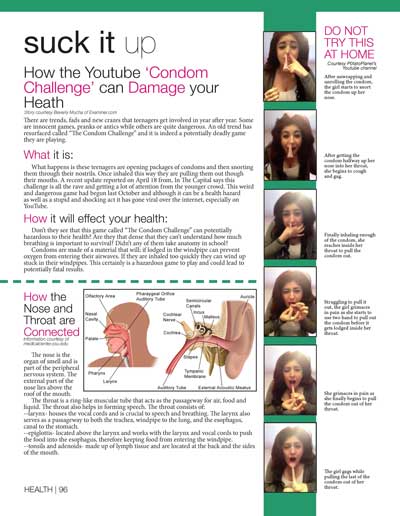 suck it up
How the Youtube ‘Condom
Challenge’ can Damage your
Heath
Story courtesy Beverly Mucha of Examiner.com
There are trends, fads and new crazes that teenagers get involved in year after year. Some
are innocent games, pranks or antics while others are quite dangerous. An old trend has
resurfaced called "The Condom Challenge" and it is indeed a potentially deadly game
they are playing.
What it is:
What happens is these teenagers are opening packages of condoms and then snorting
them through their nostrils. Once inhaled this way they are pulling them out though
their mouths. A recent update reported on April 18 from, In The Capital says this
challenge is all the rave and getting a lot of attention from the younger crowd. This weird
and dangerous game had begun last October and although it can be a health hazard
as well as a stupid and shocking act it has gone viral over the internet, especially on
YouTube.
How it will effect your health:
Don't they see that this game called "The Condom Challenge" can potentially
hazardous to their health? Are they that dense that they can't understand how much
breathing is important to survival? Didn't any of them take anatomy in school?
Condoms are made of a material that will; if lodged in the windpipe can prevent
oxygen from entering their airways. If they are inhaled too quickly they can wind up
stuck in their windpipes. This certainly is a hazardous game to play and could lead to
potentially fatal results.
How the
Nose and
Throat are
Connected
Information courtesy of
medicalcenter.osu.edu
The nose is the
organ of smell and is
part of the peripheral
nervous system. The
external part of the
nose lies above the
roof of the mouth.
Olfactory Area
Nasal
Cavity
Palate
Pharynx
Larynx
Pharyngeal Orifice
Auditory Tube
Semicircular
Canals
Incus
Malleus
Auricle
Cochlear
Nerve
Cochlea
Stapes
Tympanic
Membrane
Auditory Tube
External Acoustic Meatus
The throat is a ring-like muscular tube that acts as the passageway for air, food and
liquid. The throat also helps in forming speech. The throat consists of:
--larynx- houses the vocal cords and is crucial to speech and breathing. The larynx also
serves as a passageway to both the trachea, windpipe to the lung, and the esophagus,
canal to the stomach.
--epiglottis- located above the larynx and works with the larynx and vocal cords to push
the food into the esophagus, therefore keeping food from entering the windpipe.
--tonsils and adenoids- made up of lymph tissue and are located at the back and the sides
of the mouth.
HEALTH | 96
DO NOT
TRY THIS
AT HOME
Youtube channel
After unwrapping and
unrolling the condom,
the girl starts to snort
the condom up her
nose.
After getting the
condom halfway up her
nose into her throat,
she begins to cough
and gag.
Finally inhaling enough
of the condom, she
reaches inside her
throat to pull the
condom out.
Struggling to pull it
out, the girl grimaces
in pain as she starts to
use two hand to pull out
the condom before it
gets lodged inside her
throat.
She grimaces in pain as
she finally begins to pull
the condom out of her
throat.
The girl gags while
pulling the last of the
condom out of her
throat.